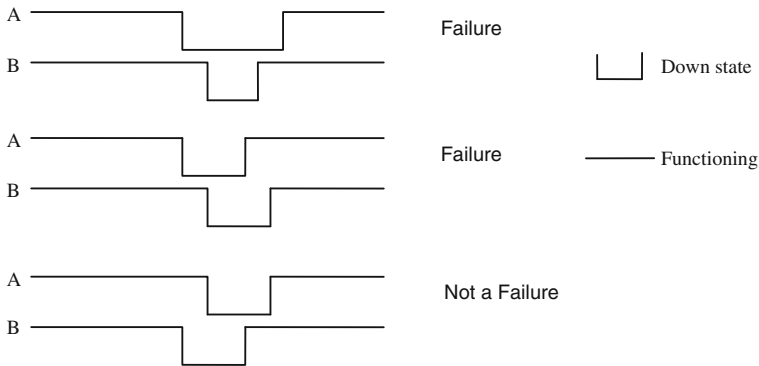 A
Failure
B
Down state
A
Failure
Functioning
B
A
Not a Failure
B